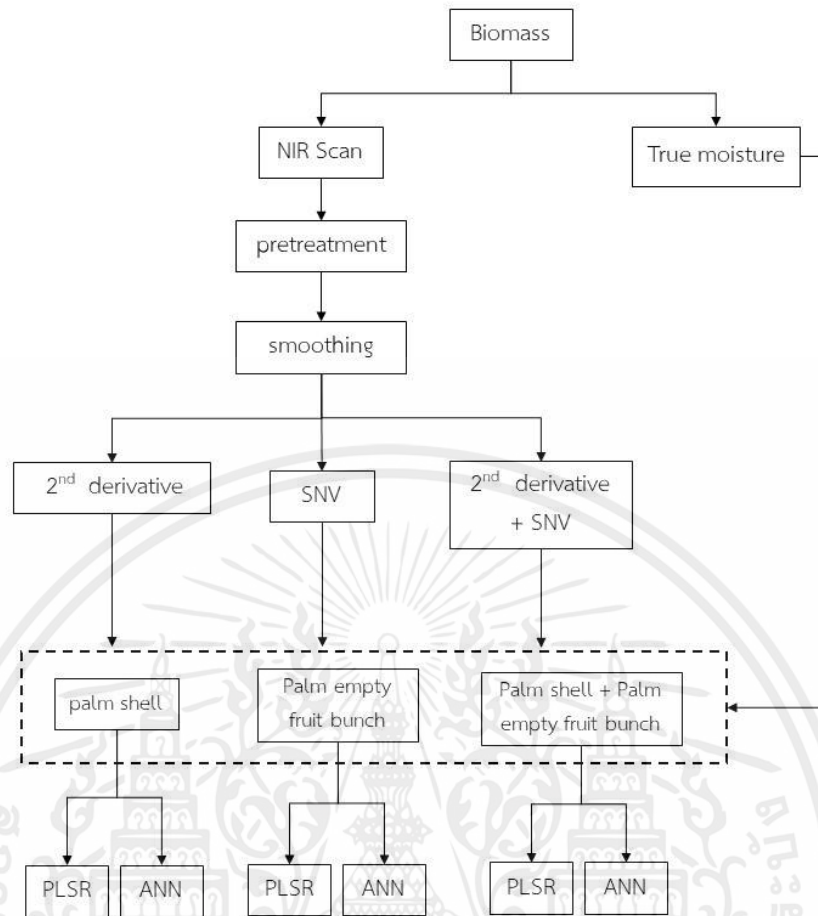 Biomass
NIR Scan
True moisture
pretreatment
smoothing
2nd derivative
SNV
2nd derivative
+ SNV
palm shell
Palm empty
fruit bunch
Palm shell + Palm
empty fruit bunch
PLSR
ANN
PLSR
ANN
PLSR
ANN